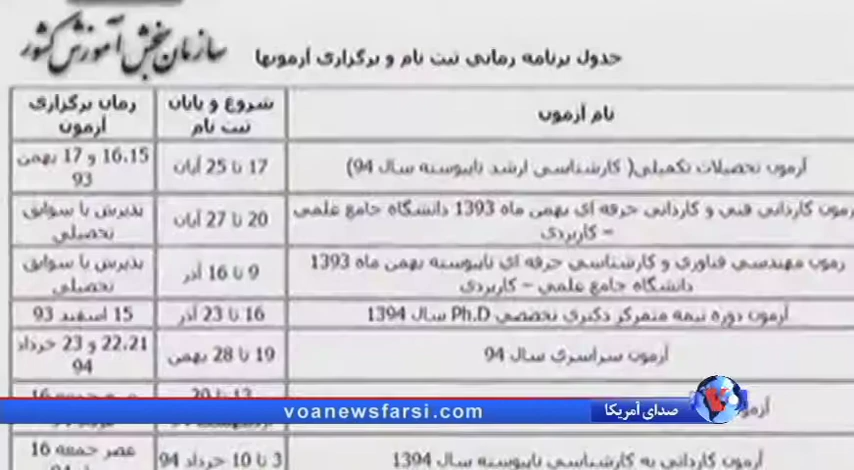 سازمان سنجش آموزش کشور
جدول برنامه زمانی ثبت نام و برگزاری آزمونها
نام آزمون
شروع و پایان
ثبت نام
زمان برگزاری
آزمون
آزمون تحصیلات تکمیلی( کارشناسی ارشد ناپیوسته سال 94)
17 تا 25 آبان
16،15 و 17 بهمن
93
آزمون کاردانی فنی و کاردانی حرفه ای بهمن ماه 1393 دانشگاه جامع علمی
– کاربردی
20 تا 27 آبان
پذیرش با سوابق
تحصیلی
زمون مهندسی فناوری و کارشناسی حرفه ای ناپیوسته بهمن ماه 1393
دانشگاه جامع علمی – کاربردی
9 تا 16 آذر
پذیرش با سوابق
تحصیلی
آزمون دوره نیمه متمرکز دکتری تخصصی Ph.D سال 1394
16 تا 23 آذر
15 اسفند 93
آزمون سراسری سال 94
19 تا 28 بهمن
22،21 و 23 خرداد
94
voanewsfarsi.com
صدای آمریکا
آزمون کاردانی به کارشناسی ناپیوسته سال 1394
3 تا 10 خرداد 94
عصر جمعه 16